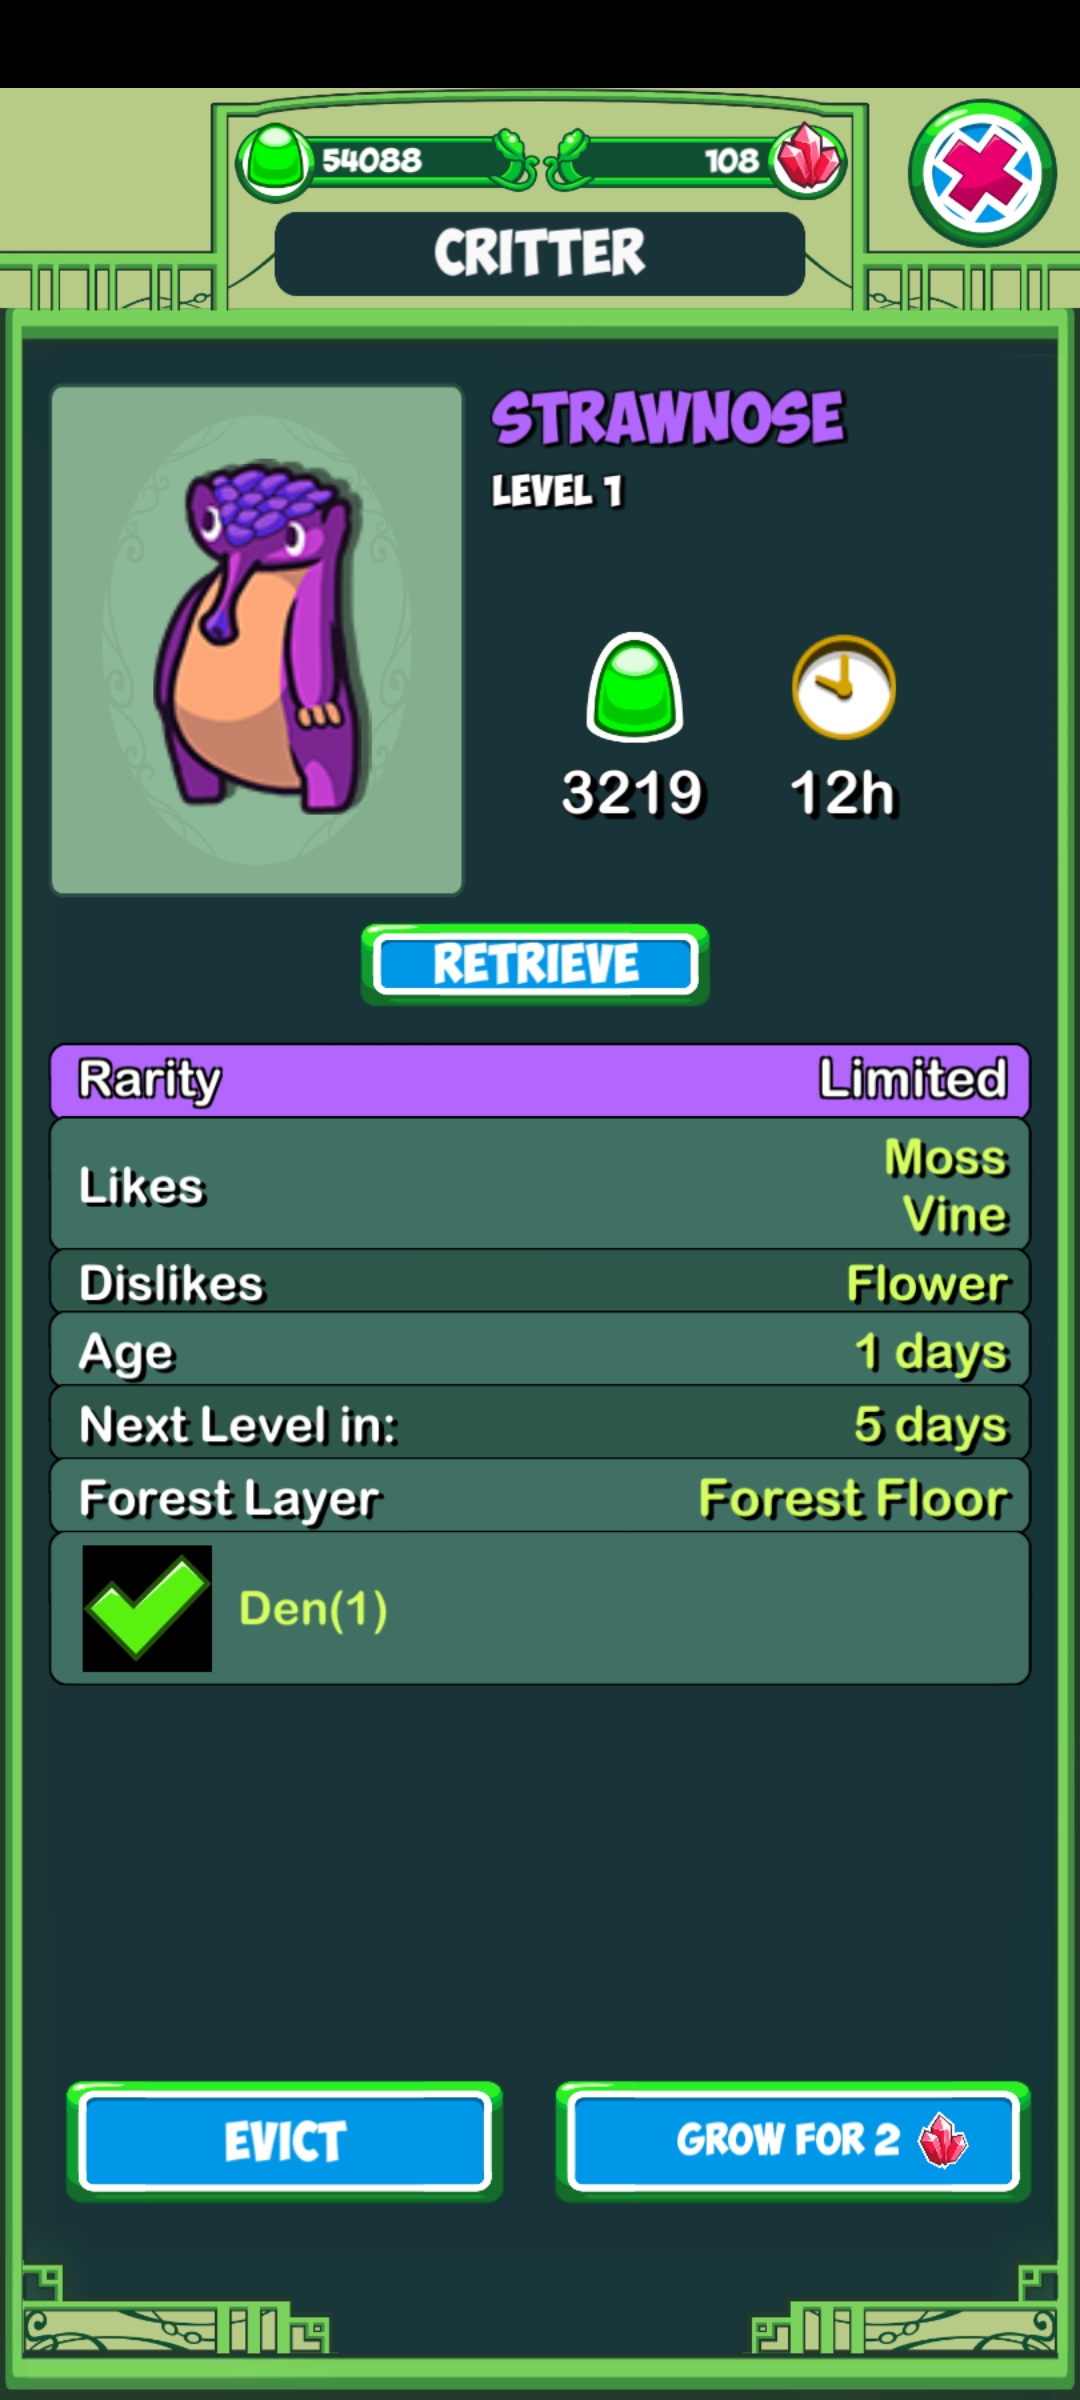 54088
108
CRITTER
STRAWNOSE
LEVEL 1
3219
12h
RETRIEVE
Rarity Limited
Likes Moss
Vine
Dislikes Flower
Age 1 days
Next Level in: 5 days
Forest Layer Forest Floor
Den(1)
EVICT
GROW FOR 2